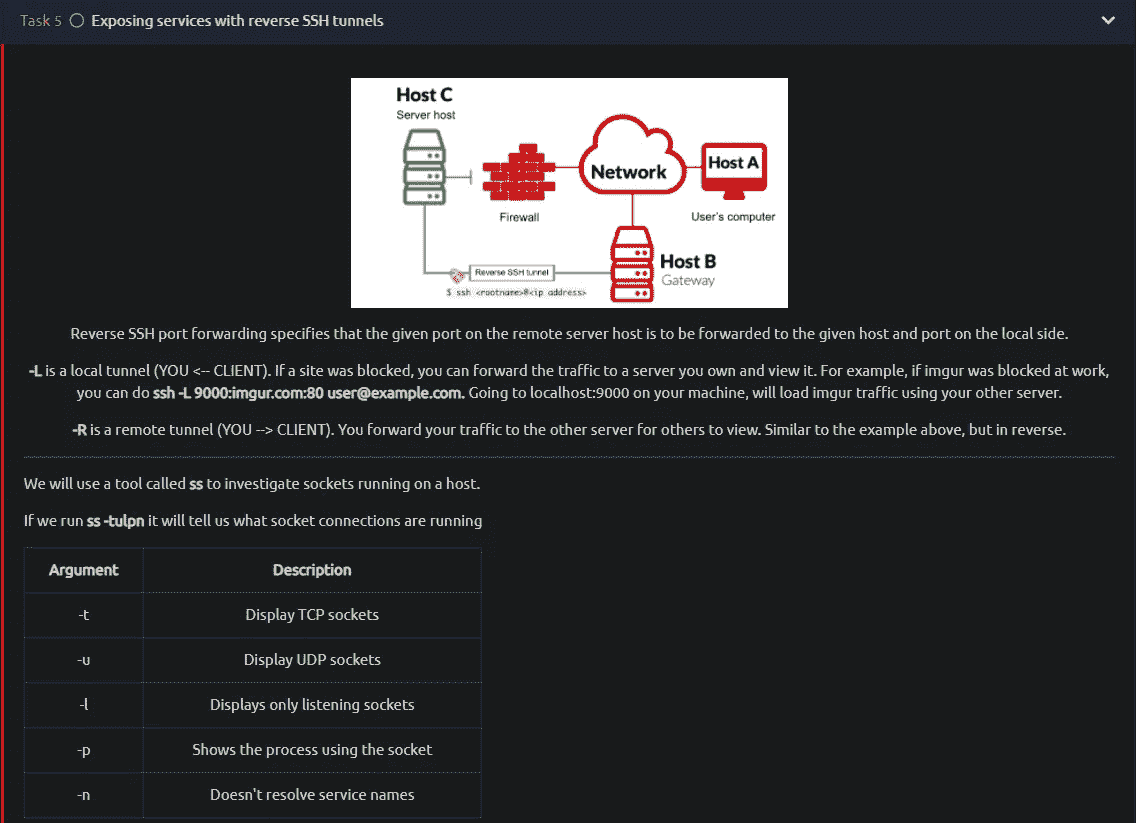 Task 5 Exposing services with reverse SSH tunnels
Host C
Server host
Firewall
Network
Host A
User's computer
Host B
Gateway
Reverse SSH tunnel
$ ssh <rootname>@<ip address>
Reverse SSH port forwarding specifies that the given port on the remote server host is to be forwarded to the given host and port on the local side.
-L is a local tunnel (YOU <-- CLIENT). If a site was blocked, you can forward the traffic to a server you own and view it. For example, if imgur was blocked at work,
you can do ssh -L 9000:imgur.com:80 user@example.com. Going to localhost:9000 on your machine, will load imgur traffic using your other server.
-R is a remote tunnel (YOU --> CLIENT). You forward your traffic to the other server for others to view. Similar to the example above, but in reverse.
We will use a tool called ss to investigate sockets running on a host.
If we run ss -tulpn it will tell us what socket connections are running
Argument Description
-t Display TCP sockets
-u Display UDP sockets
-l Displays only listening sockets
-p Shows the process using the socket
-n Doesn't resolve service names